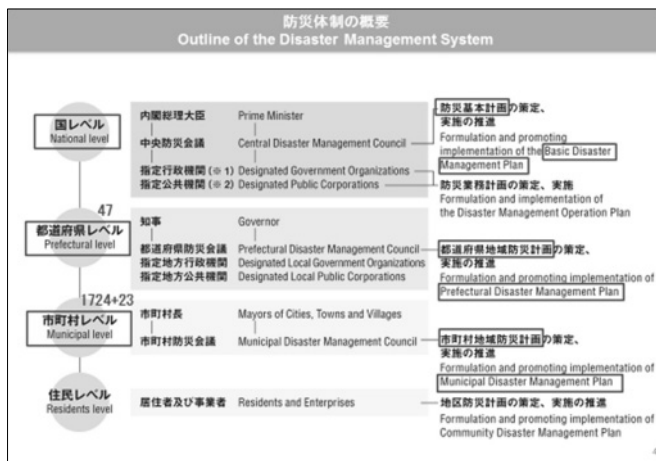 防災体制の概要
Outline of the Disaster Management System
国レベル
National level
内閣総理大臣 Prime Minister
中央防災会議 Central Disaster Management Council
指定行政機関 (※ 1) Designated Government Organizations
指定公共機関 (※ 2) Designated Public Corporations
防災基本計画の策定、
実施の推進
Formulation and promoting
implementation of the Basic Disaster
Management Plan
防災業務計画の策定、実施
Formulation and implementation of
the Disaster Management Operation Plan
47
都道府県レベル
Prefectural level
知事 Governor
都道府県防災会議 Prefectural Disaster Management Council
指定地方行政機関 Designated Local Government Organizations
指定地方公共機関 Designated Local Public Corporations
都道府県地域防災計画の策定、
実施の推進
Formulation and promoting implementation of
Prefectural Disaster Management Plan
1724+23
市町村レベル
Municipal level
市町村長 Mayors of Cities, Towns and Villages
市町村防災会議 Municipal Disaster Management Council
市町村地域防災計画の策定、
実施の推進
Formulation and promoting implementation of
Municipal Disaster Management Plan
住民レベル
Residents level
居住者及び事業者 Residents and Enterprises
地区防災計画の策定、実施の推進
Formulation and promoting implementation of
Community Disaster Management Plan
4